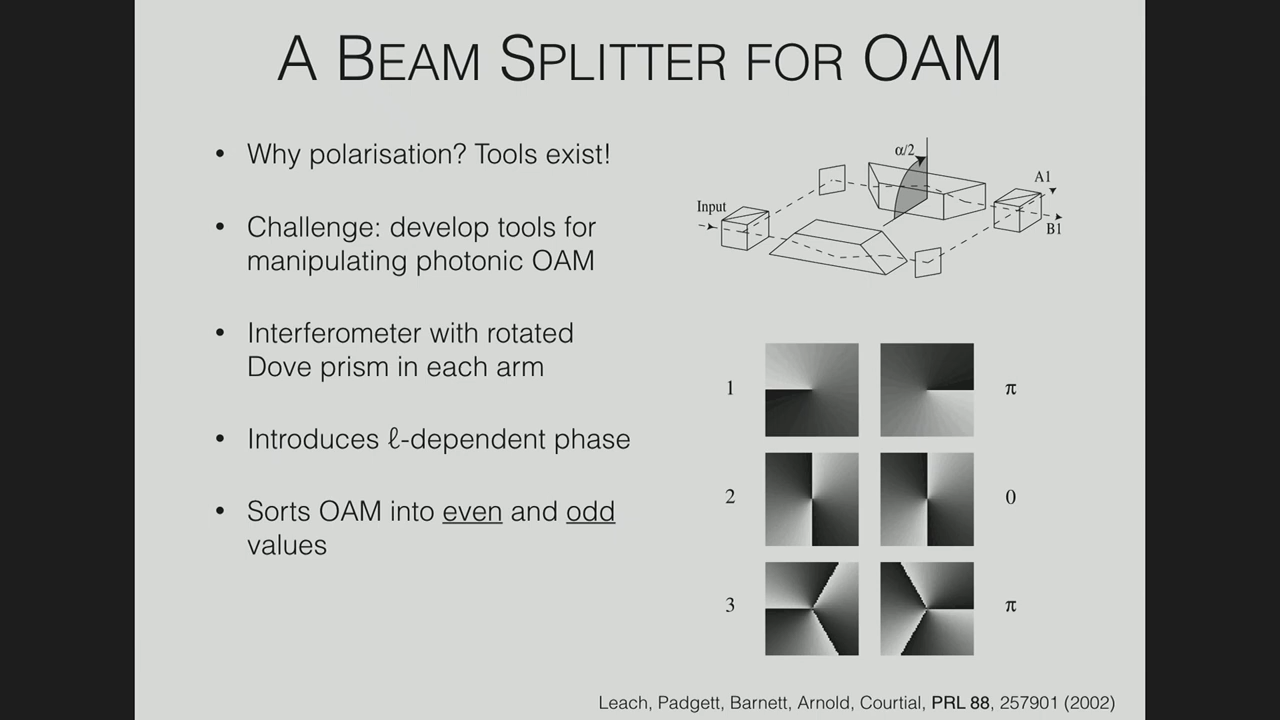 A BEAM SPLITTER FOR OAM
• Why polarisation? Tools exist!
• Challenge: develop tools for
manipulating photonic OAM
• Interferometer with rotated
Dove prism in each arm
• Introduces ℓ-dependent phase
• Sorts OAM into even and odd
values
α/2
A1
Input
B1
1 π
2 0
3 π
Leach, Padgett, Barnett, Arnold, Courtial, PRL 88, 257901 (2002)